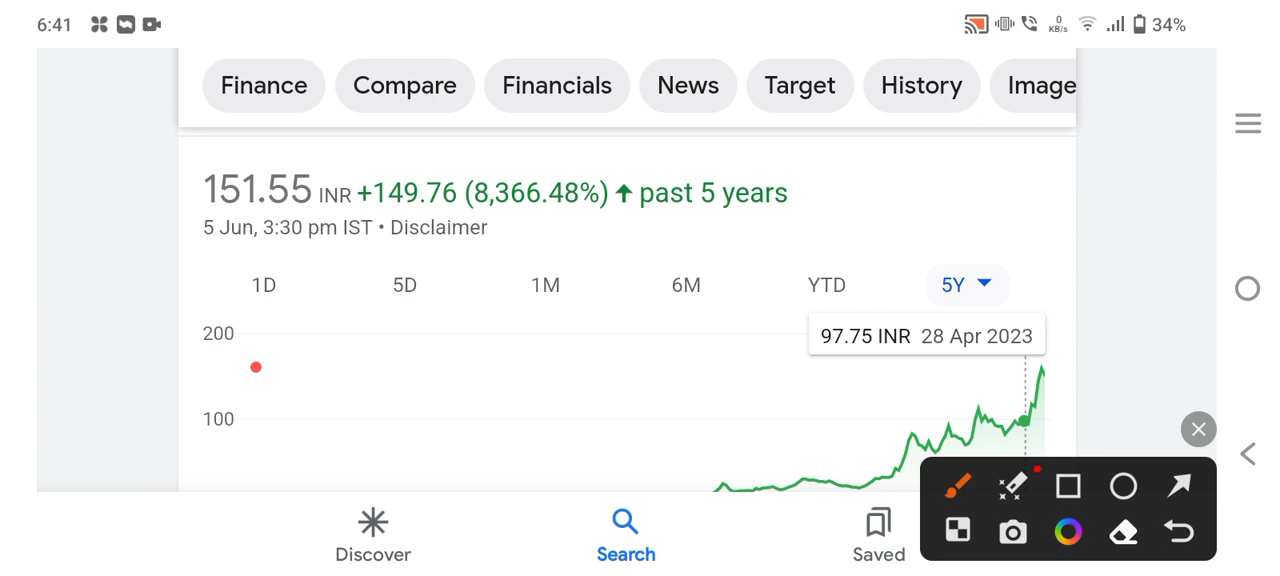 6:41 0 KB/s 34%
Finance Compare Financials News Target History Image
151.55 INR +149.76 (8,366.48%) ↑ past 5 years
5 Jun, 3:30 pm IST • Disclaimer
1D 5D 1M 6M YTD 5Y
200
97.75 INR 28 Apr 2023
100
Discover Search Saved